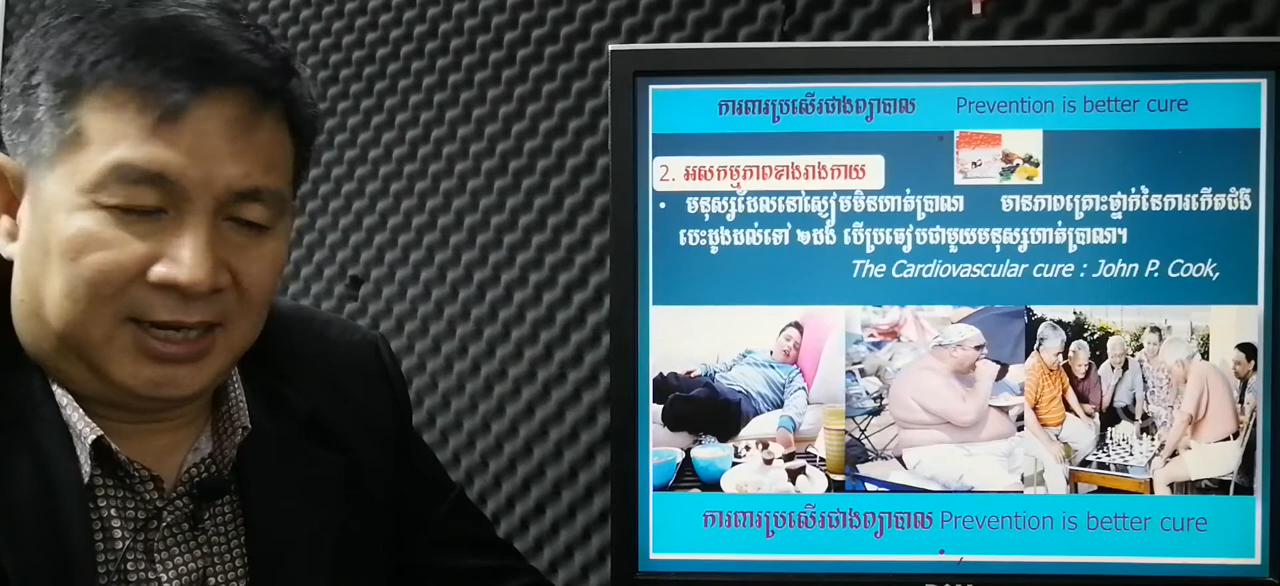 ការពារប្រសើរជាងព្យាបាល Prevention is better cure
2. អសកម្មភាពខាងរាងកាយ
• មនុស្សដែលនៅស្ងៀមមិនហាត់ប្រាណ មានភាពគ្រោះថ្នាក់នៃការកើតជំងឺ
បេះដូងដល់ទៅ ២ដង បើប្រធៀបជាមួយមនុស្សហាត់ប្រាណ។
The Cardiovascular cure : John P. Cook,
ការពារប្រសើរជាងព្យាបាល Prevention is better cure